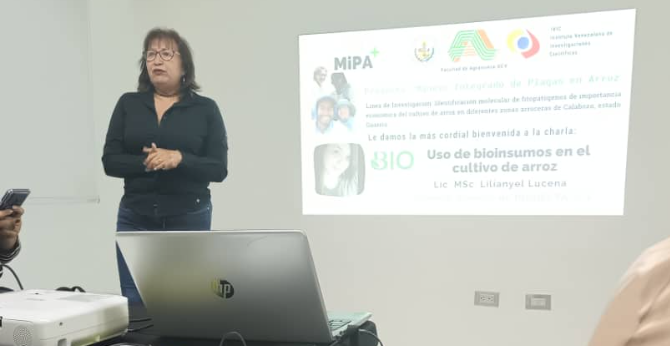 MiPA+
IVIC
Instituto Venezolano de
Investigaciones
Científicas
Facultad de Agronomía UCV
Manejo Integrado de Plagas en Arroz
Línea de Investigación: Identificación molecular de fitopatógenos de importancia
económica del cultivo de arroz en diferentes zonas arroceras de Calabozo, estado
Guárico
Le damos la más cordial bienvenida a la charla:
BIO
Uso de bioinsumos en el
cultivo de arroz
Lic MSc Lilianyel Lucena
hp